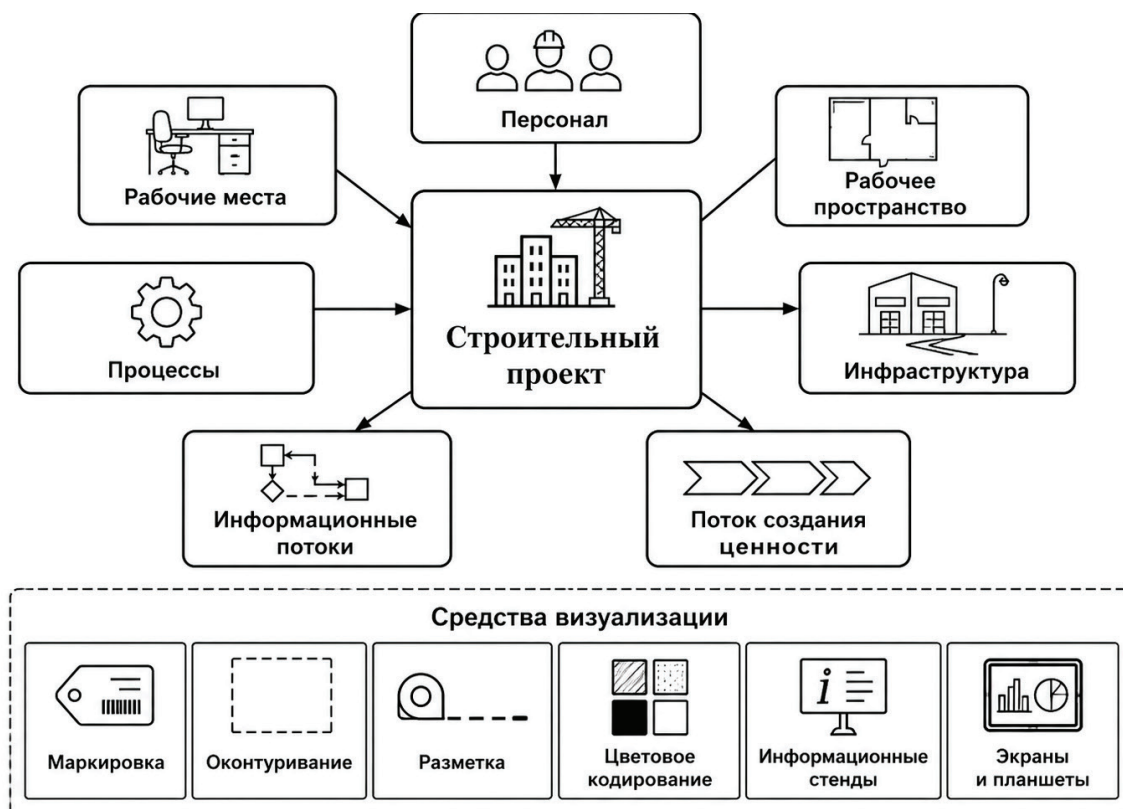 Персонал
Рабочие места
Рабочее
пространство
Строительный
проект
Процессы
Инфраструктура
Информационные
потоки
Поток создания
ценности
Средства визуализации
Маркировка
Оконтуривание
Разметка
Цветовое
кодирование
i
Информационные
стенды
Экраны
и планшеты